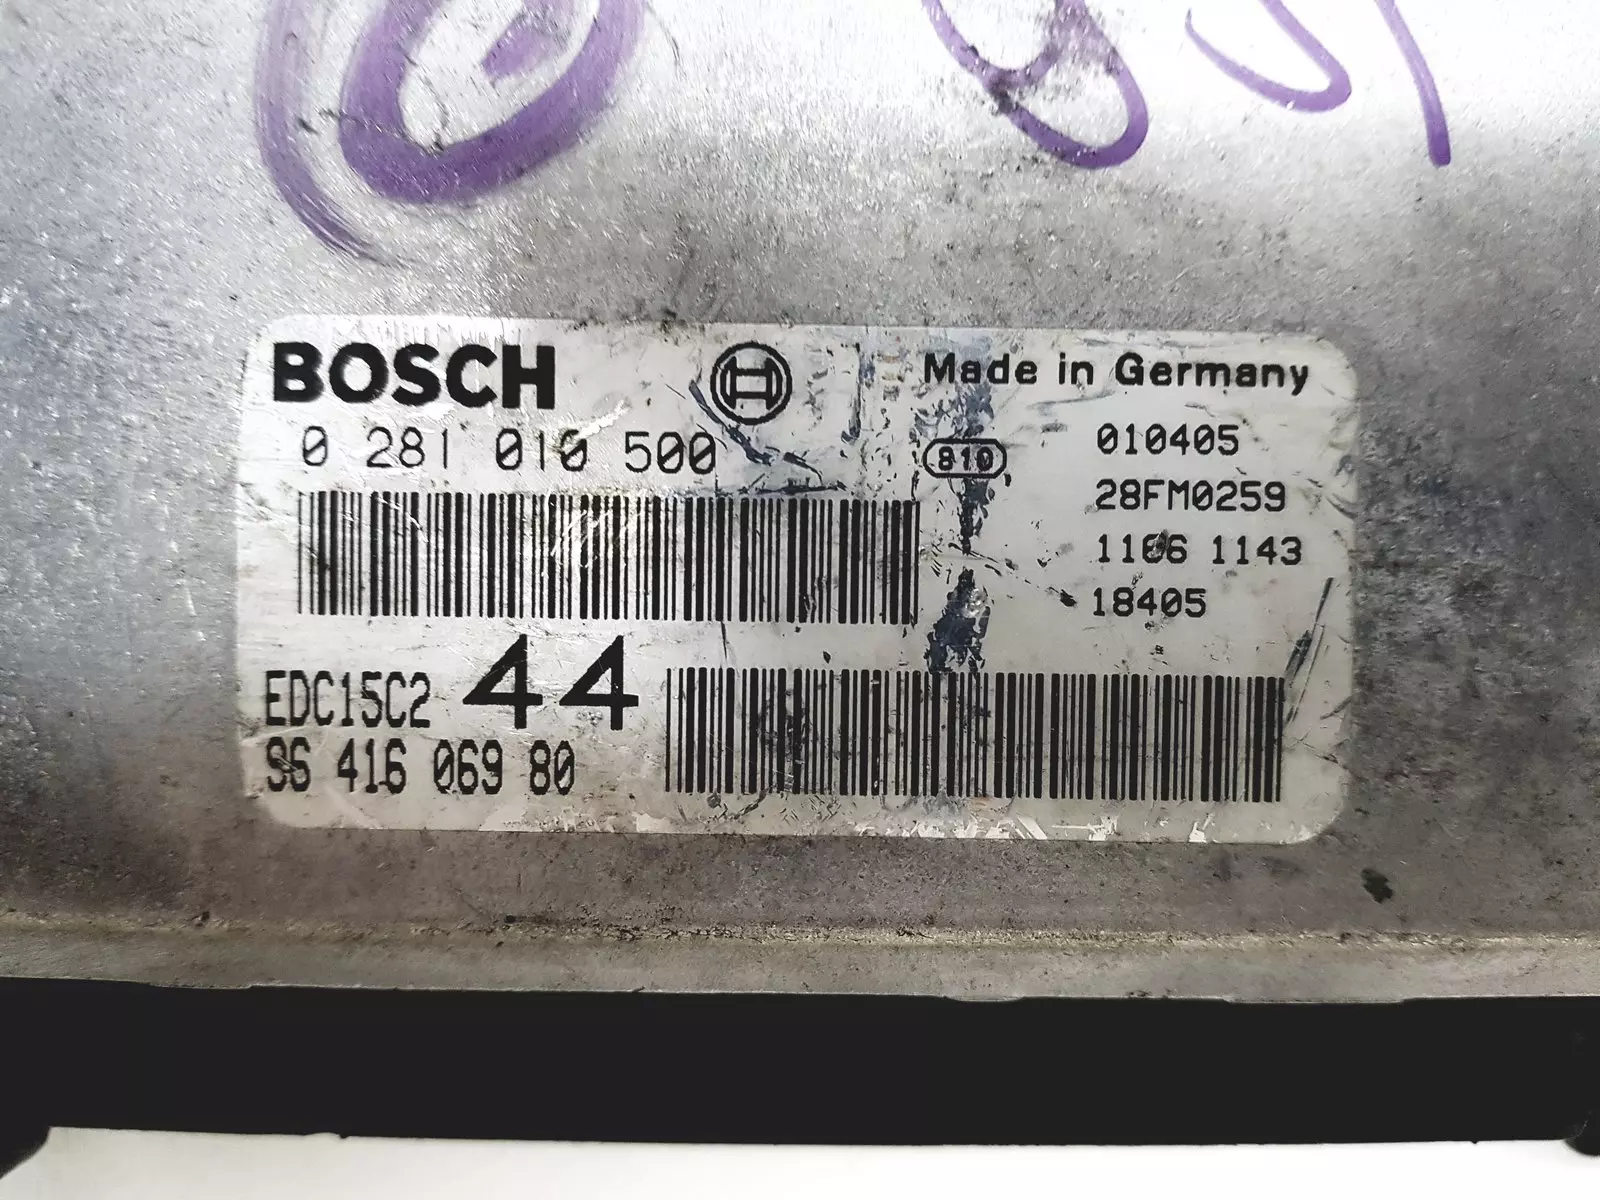 BOSCH
Made in Germany
0 281 010 500
810
010405
28FM0259
1106 1143
18405
EDC15C2 44
96 416 069 80